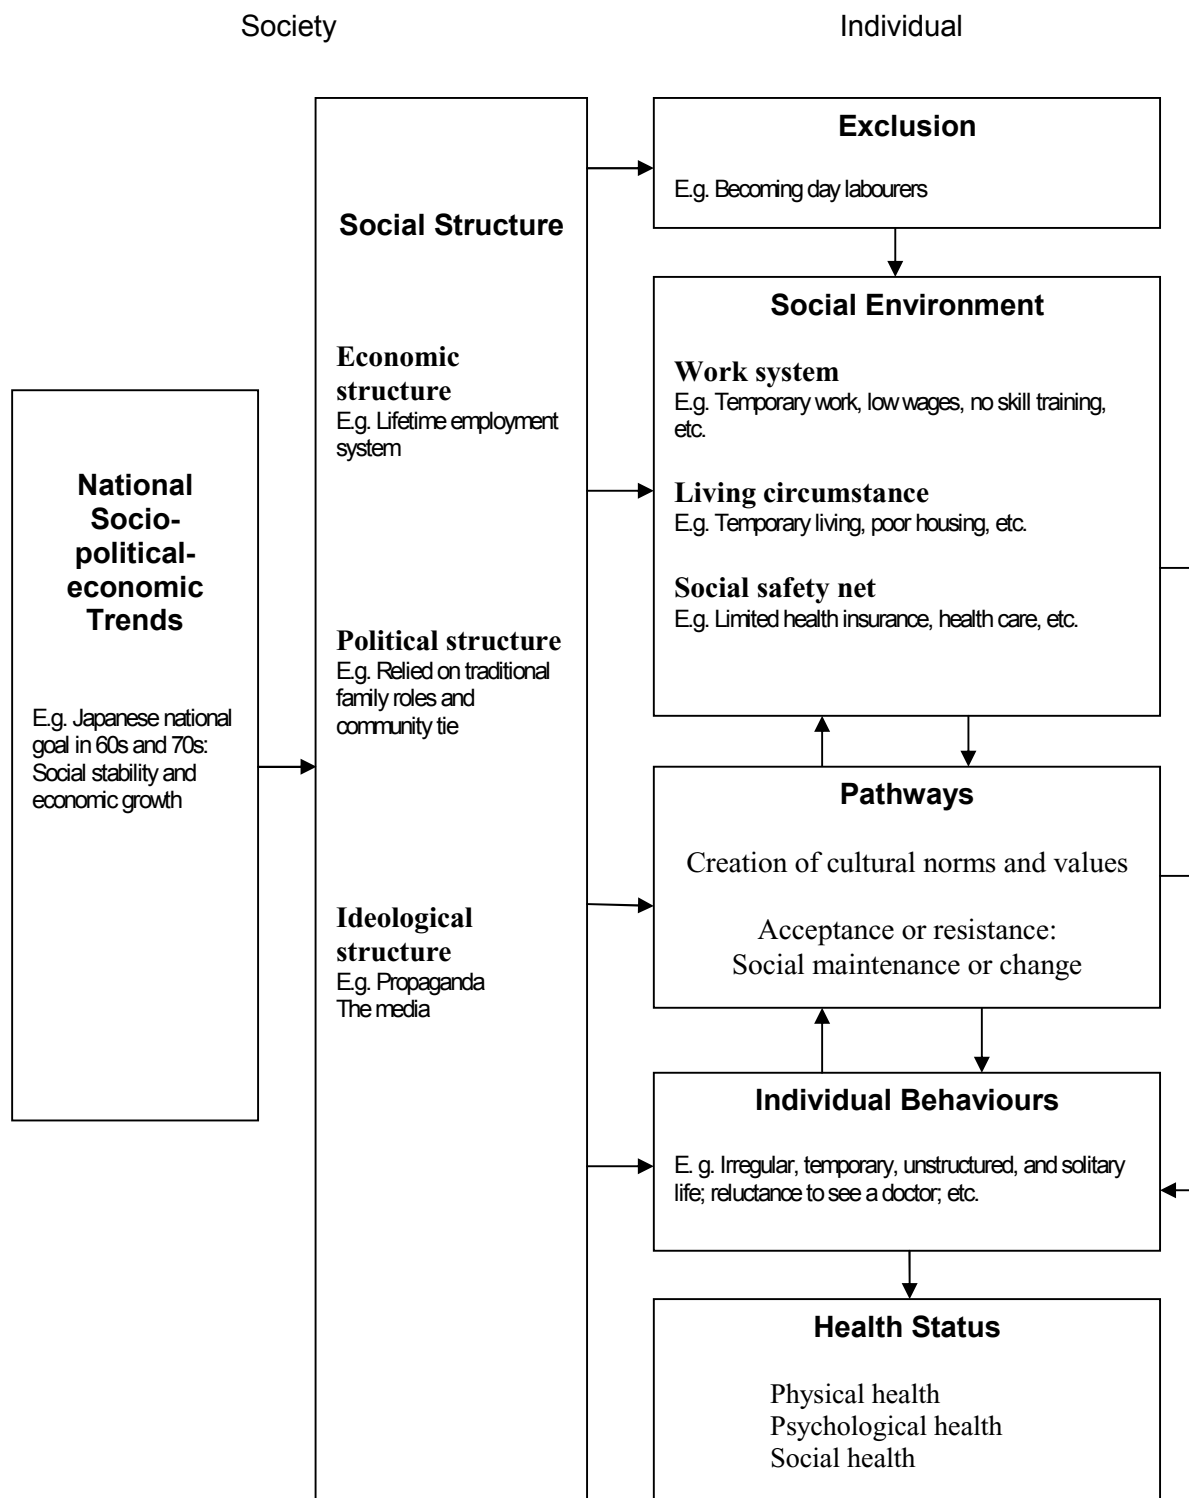 Society
Individual
National
Socio-
political-
economic
Trends
E.g. Japanese national
goal in 60s and 70s:
Social stability and
economic growth
Social Structure
Economic
structure
E.g. Lifetime employment
system
Political structure
E.g. Relied on traditional
family roles and
community tie
Ideological
structure
E.g. Propaganda
The media
Exclusion
E.g. Becoming day labourers
Social Environment
Work system
E.g. Temporary work, low wages, no skill training,
etc.
Living circumstance
E.g. Temporary living, poor housing, etc.
Social safety net
E.g. Limited health insurance, health care, etc.
Pathways
Creation of cultural norms and values
Acceptance or resistance:
Social maintenance or change
Individual Behaviours
E. g. Irregular, temporary, unstructured, and solitary
life; reluctance to see a doctor; etc.
Health Status
Physical health
Psychological health
Social health